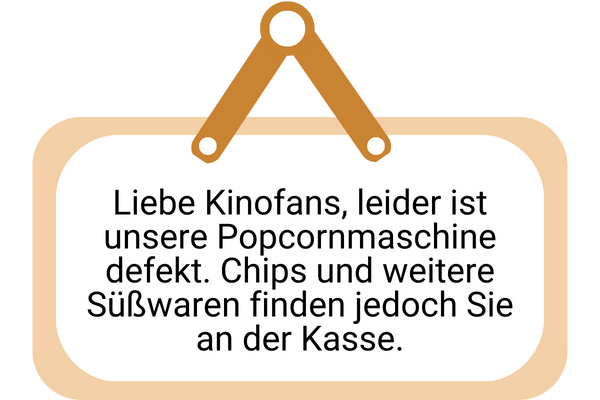 Liebe Kinofans, leider ist
unsere Popcornmaschine
defekt. Chips und weitere
Süßwaren finden jedoch Sie
an der Kasse.